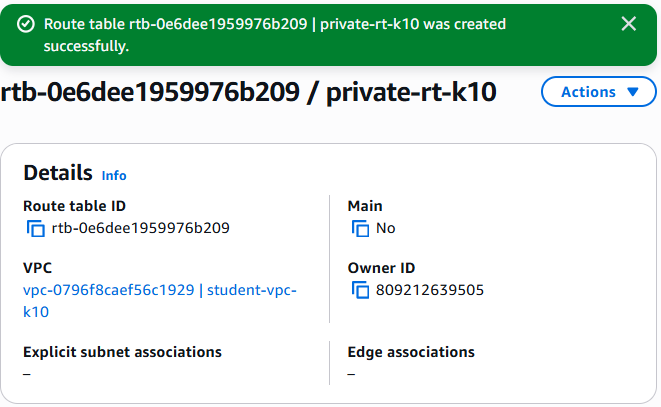 Route table rtb-0e6dee1959976b209 | private-rt-k10 was created
successfully.
rtb-0e6dee1959976b209 / private-rt-k10
Actions
Details Info
Route table ID
rtb-0e6dee1959976b209
Main
No
VPC
vpc-0796f8caef56c1929 | student-vpc-
k10
Owner ID
809212639505
Explicit subnet associations
–
Edge associations
–